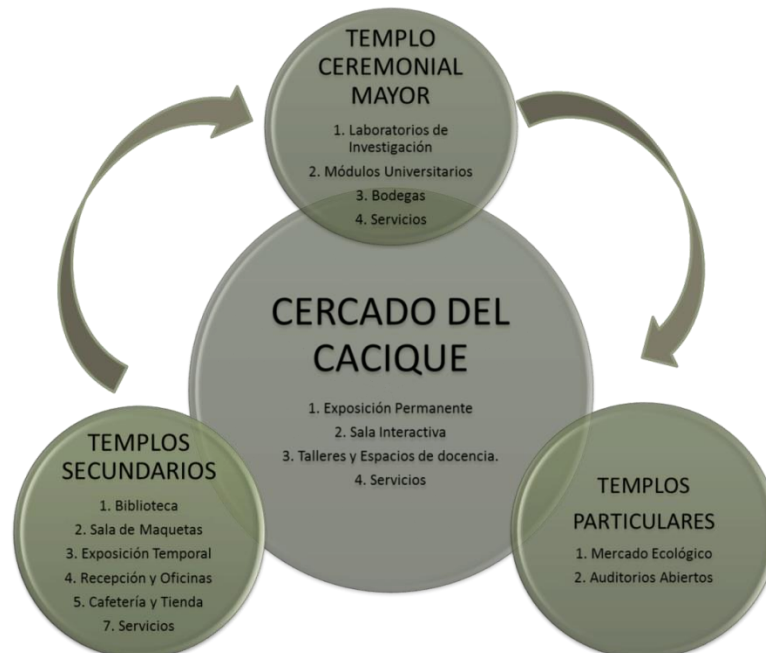 TEMPLO
CEREMONIAL
MAYOR
1. Laboratorios de
Investigación
2. Módulos Universitarios
3. Bodegas
4. Servicios
CERCADO DEL
CACIQUE
1. Exposición Permanente
2. Sala Interactiva
3. Talleres y Espacios de docencia.
4. Servicios
TEMPLOS
SECUNDARIOS
1. Biblioteca
2. Sala de Maquetas
3. Exposición Temporal
4. Recepción y Oficinas
5. Cafetería y Tienda
7. Servicios
TEMPLOS
PARTICULARES
1. Mercado Ecológico
2. Auditorios Abiertos